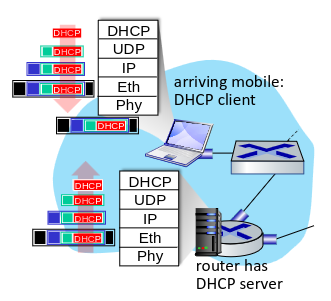 DHCP
DHCP
DHCP
DHCP
DHCP
DHCP
UDP
IP
Eth
Phy
arriving mobile:
DHCP client
DHCP
DHCP
DHCP
DHCP
DHCP
UDP
IP
Eth
Phy
router has
DHCP server